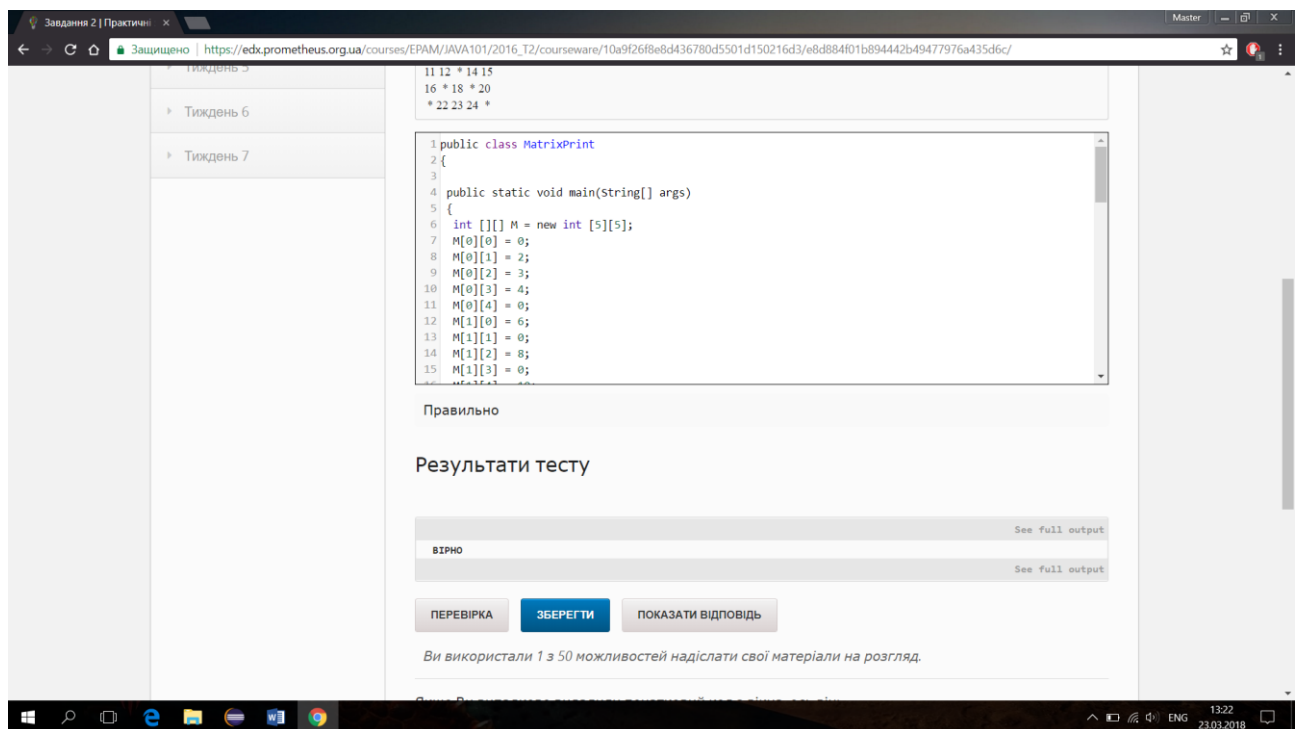 Завдання 2 | Практичні
Master
Защищено | https://edx.prometheus.org.ua/courses/EPAM/JAVA101/2016_T2/courseware/10a9f26f8e8d436780d5501d150216d3/e8d884f01b894442b49477976a435d6c/
Тиждень 5
Тиждень 6
Тиждень 7
11 12 * 14 15
16 * 18 * 20
* 22 23 24 *
1 public class MatrixPrint
2 {
3
4 public static void main(String[] args)
5 {
6 int [][] M = new int [5][5];
7 M[0][0] = 0;
8 M[0][1] = 2;
9 M[0][2] = 3;
10 M[0][3] = 4;
11 M[0][4] = 0;
12 M[1][0] = 6;
13 M[1][1] = 0;
14 M[1][2] = 8;
15 M[1][3] = 0;
Правильно
Результати тесту
See full output
ВІРНО
See full output
ПЕРЕВІРКА ЗБЕРЕГТИ ПОКАЗАТИ ВІДПОВІДЬ
Ви використали 1 з 50 можливостей надіслати свої матеріали на розгляд.
ENG
13:22
23.03.2018